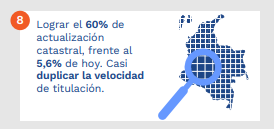 8
Lograr el 60% de
actualización
catastral, frente al
5,6% de hoy. Casi
duplicar la velocidad
de titulación.